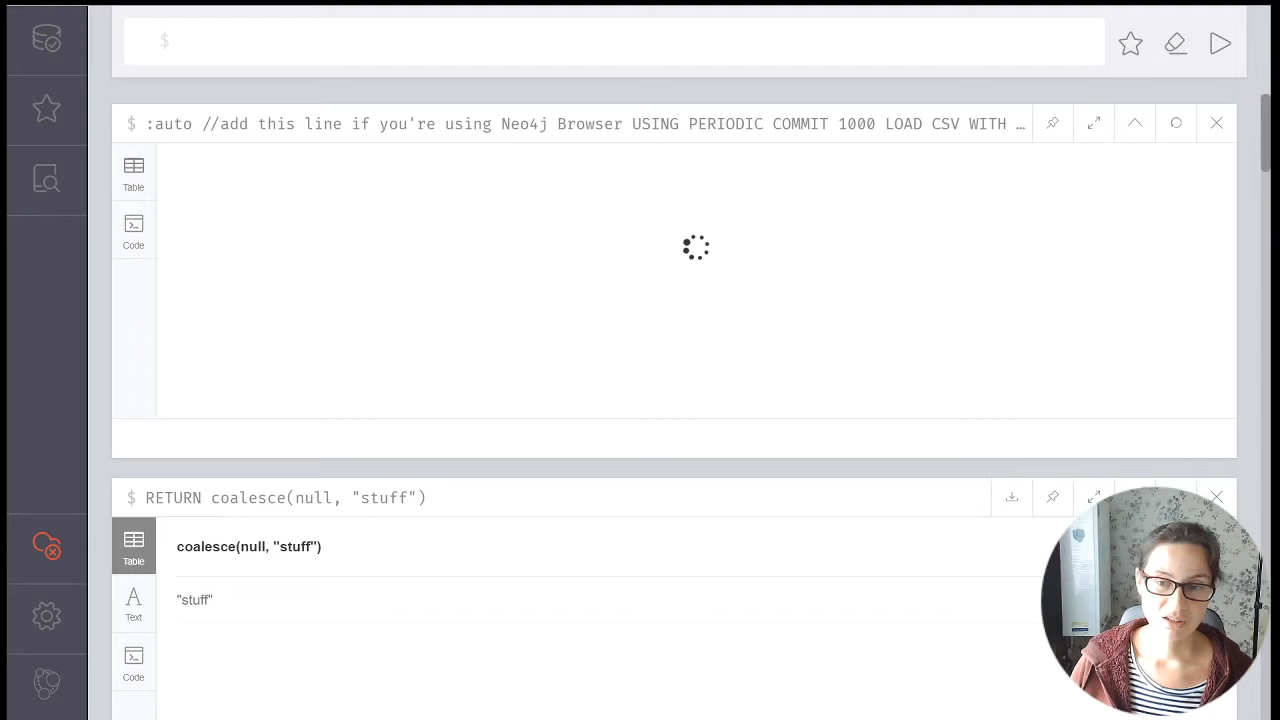 $
$ :auto //add this line if you're using Neo4j Browser USING PERIODIC COMMIT 1000 LOAD CSV WITH …
Table
Code
$ RETURN coalesce(null, "stuff")
Table
coalesce(null, "stuff")
Text
"stuff"
Code